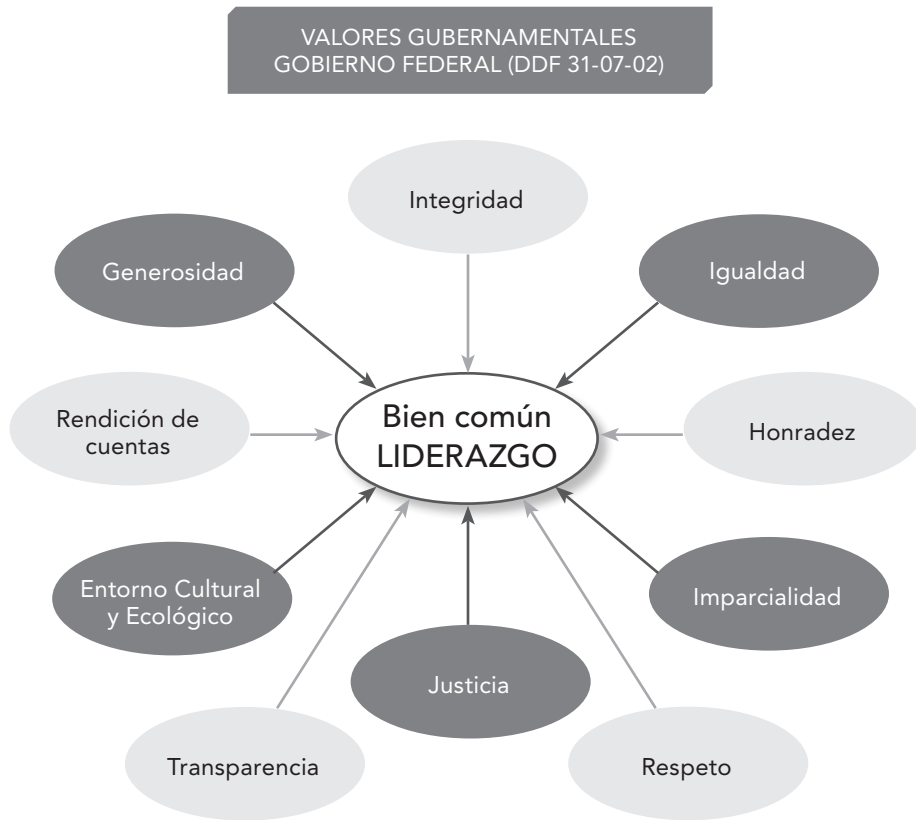 VALORES GUBERNAMENTALES
GOBIERNO FEDERAL (DDF 31-07-02)
Integridad
Generosidad
Igualdad
Rendición de
cuentas
Bien común
LIDERAZGO
Honradez
Entorno Cultural
y Ecológico
Imparcialidad
Justicia
Transparencia
Respeto